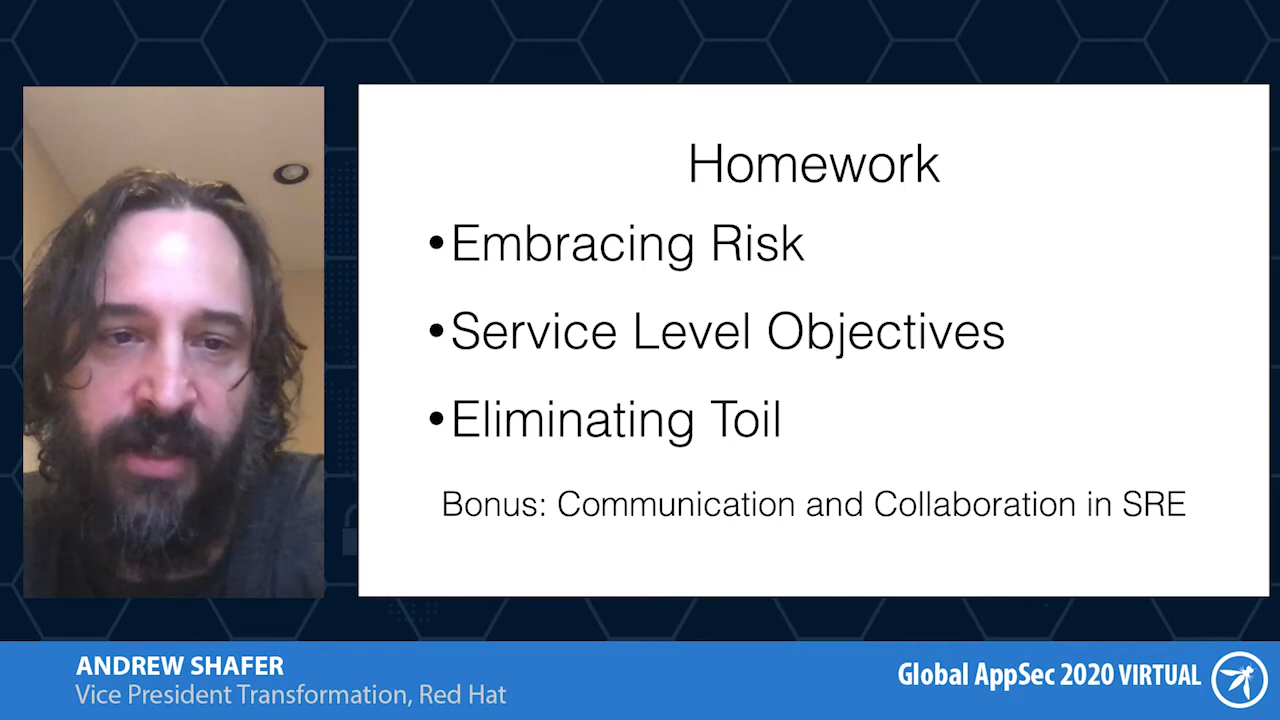 Homework
•Embracing Risk
•Service Level Objectives
•Eliminating Toil
Bonus: Communication and Collaboration in SRE
ANDREW SHAFER
Vice President Transformation, Red Hat
Global AppSec 2020 VIRTUAL